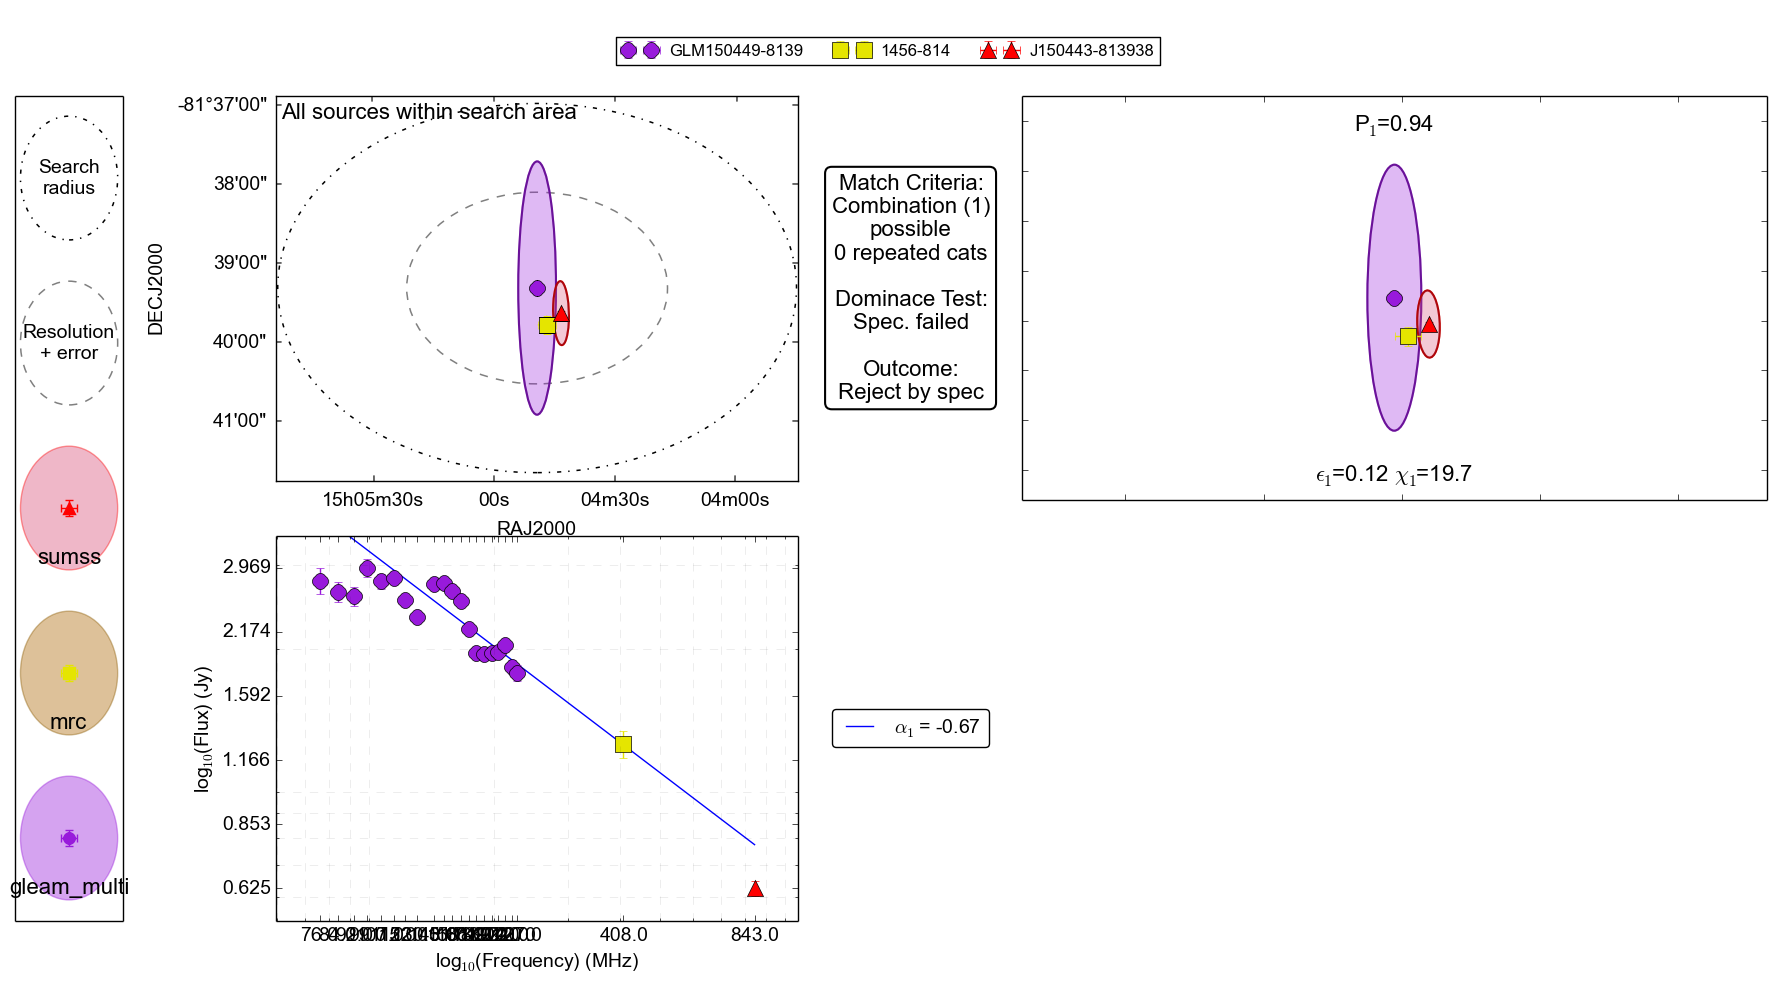 GLM150449-8139 1456-814 J150443-813938
Search
radius
Resolution
+ error
sumss
mrc
gleam_multi
All sources within search area
-81°37'00"
38'00"
39'00"
40'00"
41'00"
DECJ2000
15h05m30s 00s 04m30s 04m00s
RAJ2000
Match Criteria:
Combination (1)
possible
0 repeated cats
Dominace Test:
Spec. failed
Outcome:
Reject by spec
P₁=0.94
ϵ₁=0.12 χ₁=19.7
2.969
2.174
1.592
1.166
0.853
0.625
log₁₀(Flux) (Jy)
408.0 843.0
log₁₀(Frequency) (MHz)
α₁ = -0.67